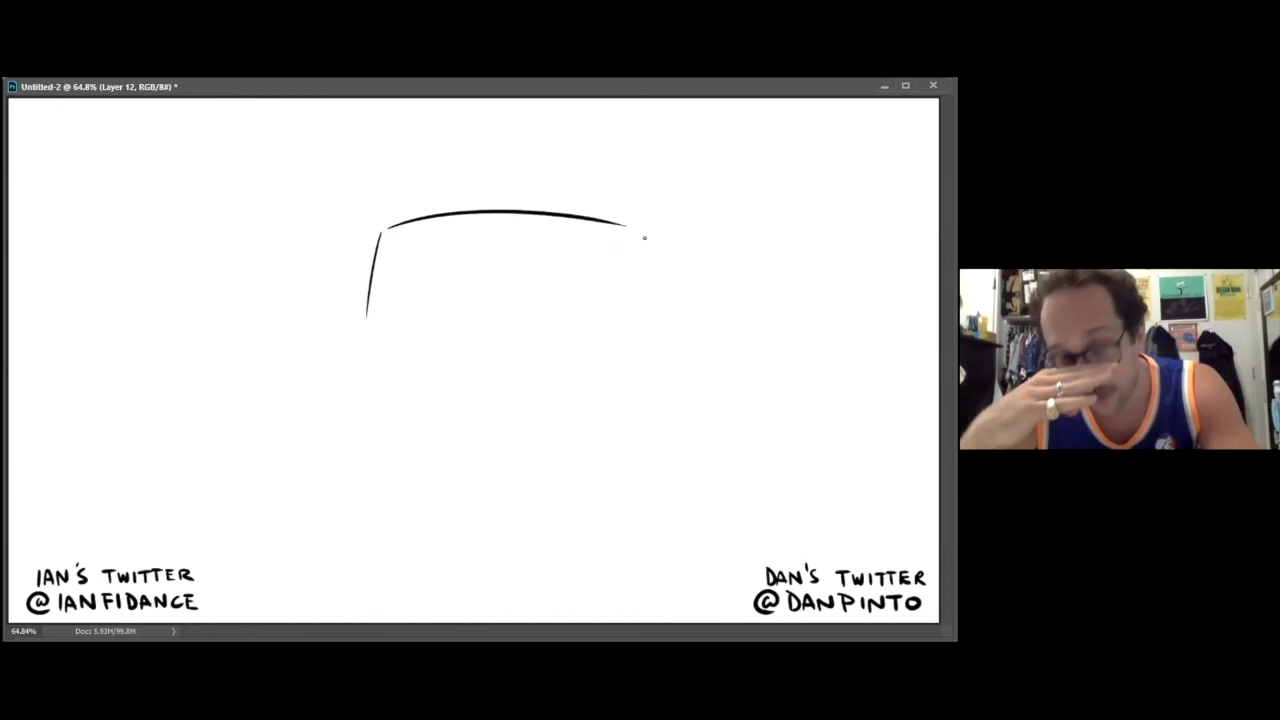 Untitled-2 @ 64.8% (Layer 12, RGB/8#) *
IAN'S TWITTER
@IANFIDANCE
DAN'S TWITTER
@DANPINTO
64.84%
Doc: 5.93M/99.8M